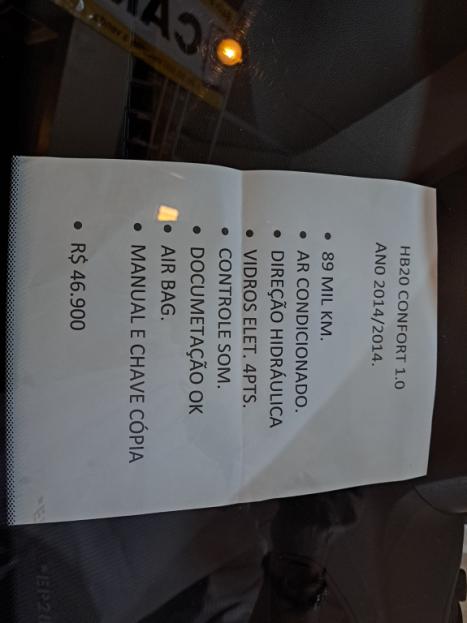 HB20 CONFORT 1.0
ANO 2014/2014.
• 89 MIL KM.
• AR CONDICIONADO.
• DIREÇÃO HIDRÁULICA
• VIDROS ELET. 4PTS.
• CONTROLE SOM.
• DOCUMETAÇÃO OK
• AIR BAG.
• MANUAL E CHAVE CÓPIA
• R$ 46.900